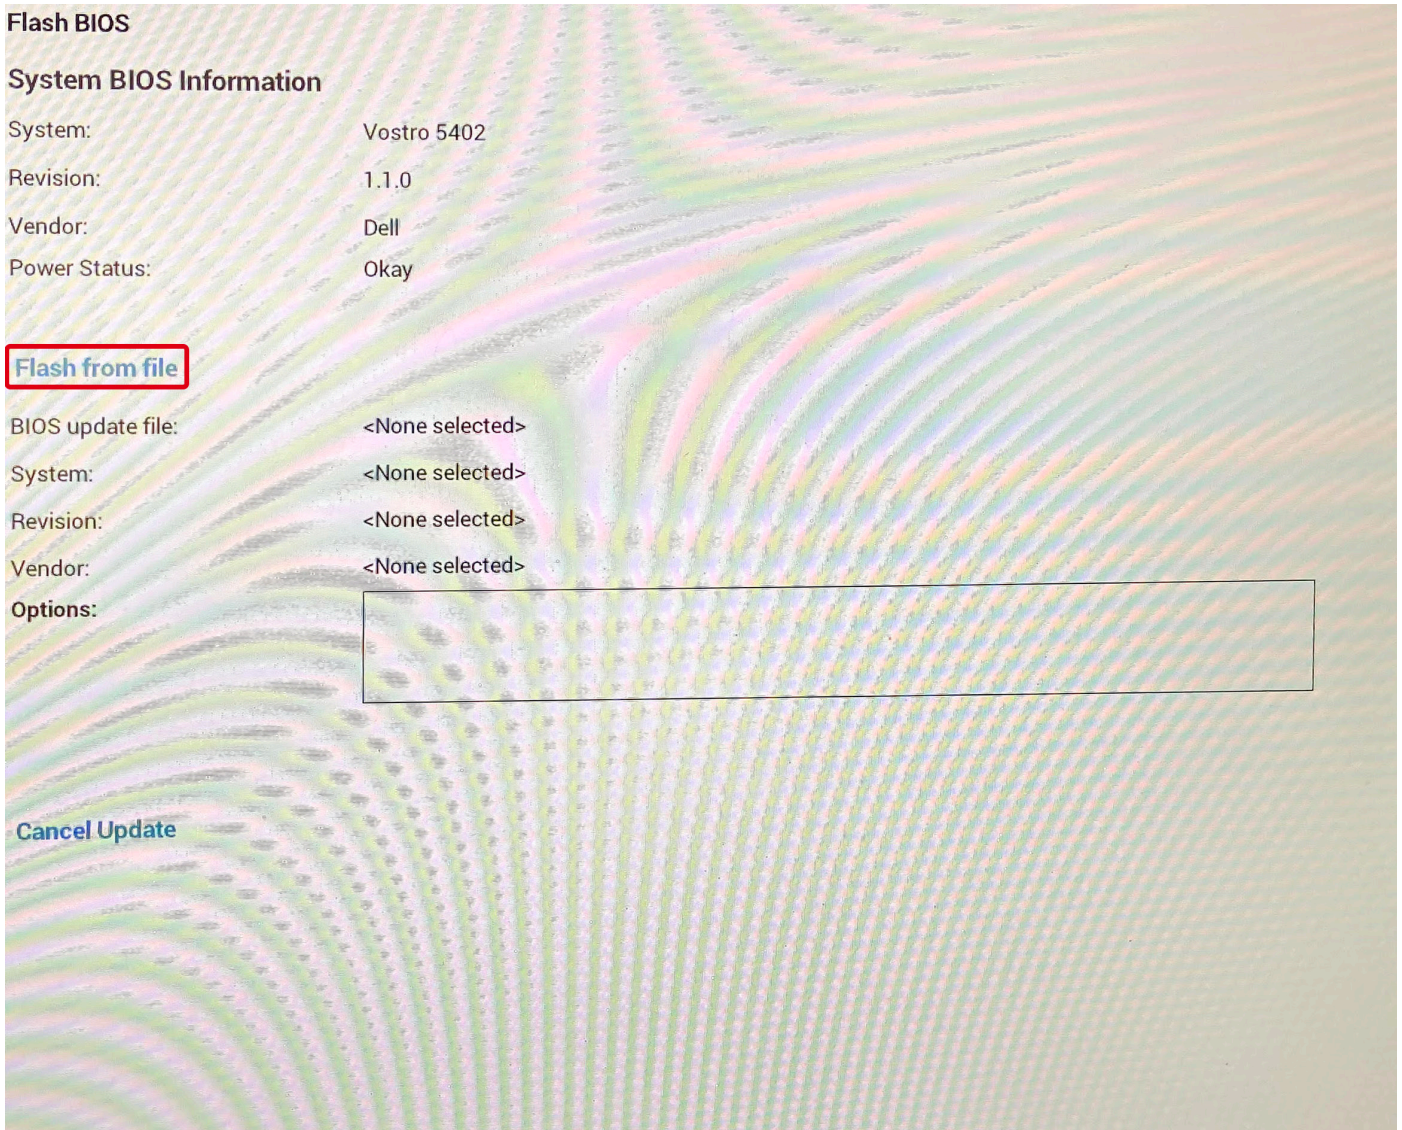 Flash BIOS
System BIOS Information
System: Vostro 5402
Revision: 1.1.0
Vendor: Dell
Power Status: Okay
Flash from file
BIOS update file: <None selected>
System: <None selected>
Revision: <None selected>
Vendor: <None selected>
Options:
Cancel Update